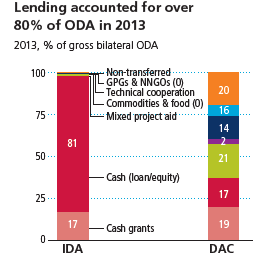 Lending accounted for over
80% of ODA in 2013
2013, % of gross bilateral ODA
100
75
50
25
0
81
17
IDA
Non-transferred
GPGs & NNGOs (0)
Technical cooperation
Commodities & food (0)
Mixed project aid
Cash (loan/equity)
Cash grants
20
16
14
2
21
17
19
DAC